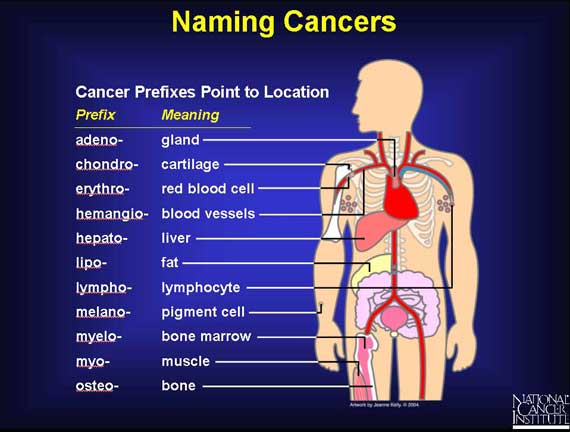 Naming Cancers
Cancer Prefixes Point to Location
Prefix Meaning
adeno- gland
chondro- cartilage
erythro- red blood cell
hemangio- blood vessels
hepato- liver
lipo- fat
lympho- lymphocyte
melano- pigment cell
myelo- bone marrow
myo- muscle
osteo- bone
Artwork by Jeanne Kelly. © 2004.
NATIONAL
CANCER
INSTITUTE